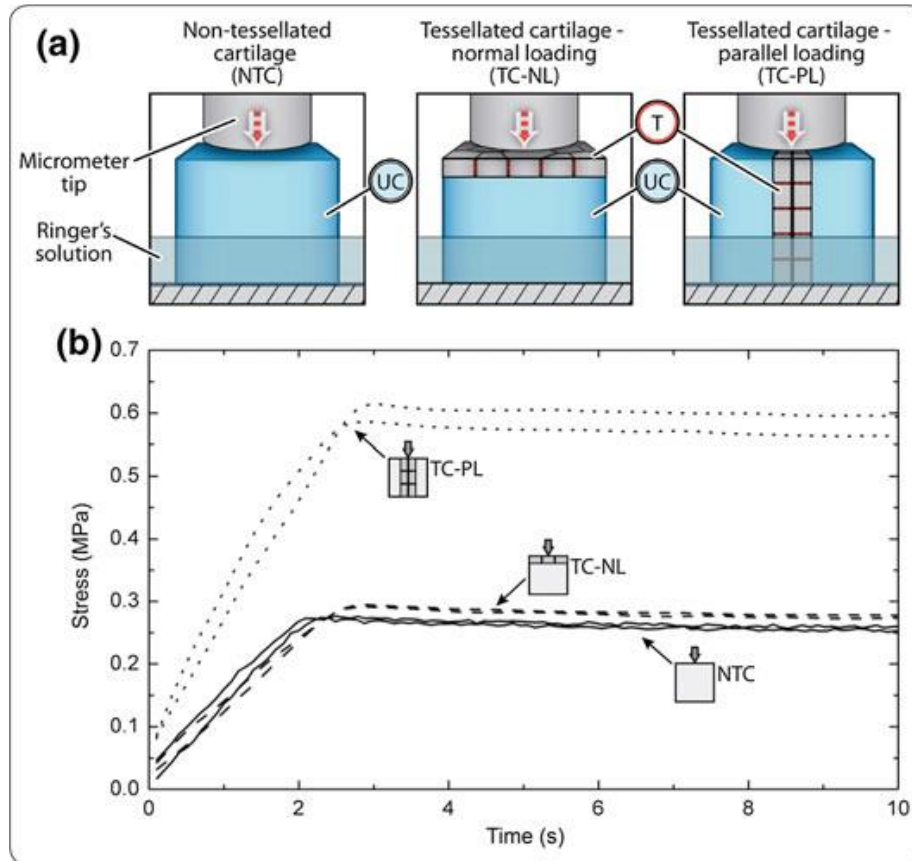 (a)
Non-tessellated
cartilage
(NTC)
Tessellated cartilage -
normal loading
(TC-NL)
Tessellated cartilage -
parallel loading
(TC-PL)
Micrometer
tip
Ringer's
solution
UC
T
UC
(b)
0.7
0.6
0.5
0.4
0.3
0.2
0.1
0.0
Stress (MPa)
TC-PL
TC-NL
NTC
0
2
4
6
8
10
Time (s)